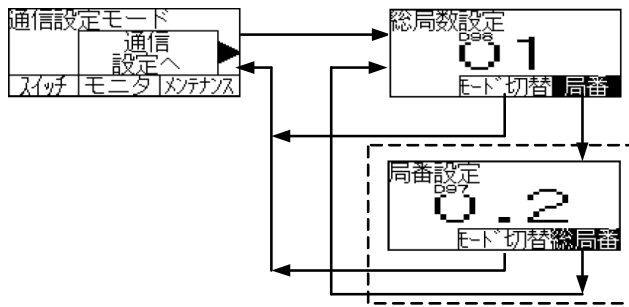 通信設定モード
通信
設定へ
スイッチ モニタ メンテナンス
総局数設定
D98
01
モード切替 局番
局番設定
D97
0.2
モード切替 総局番